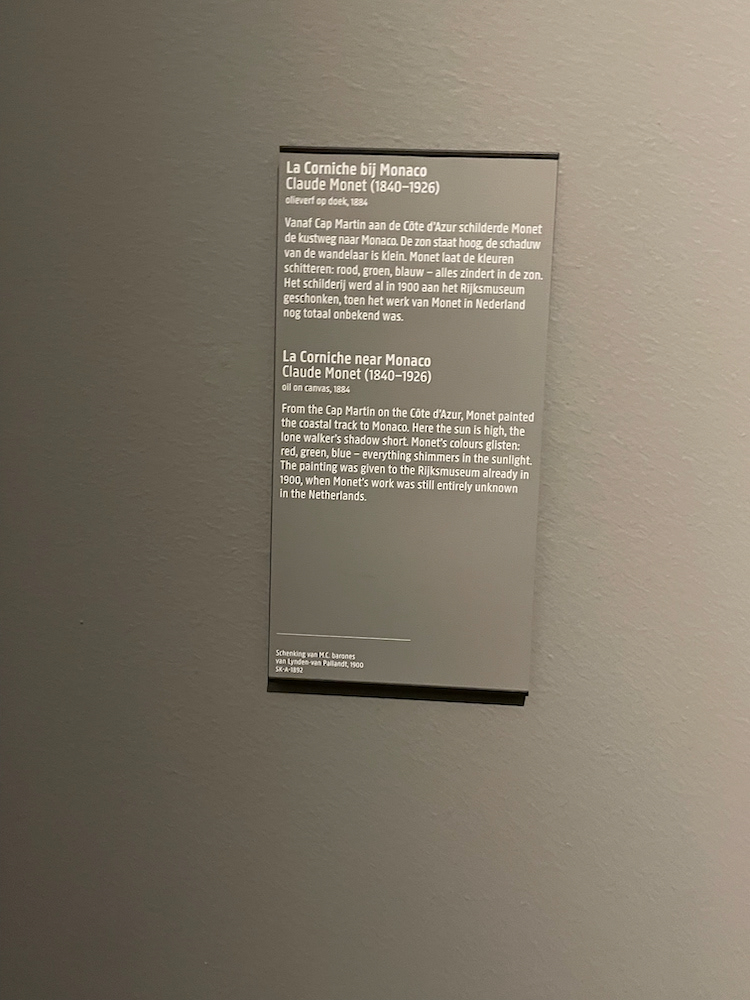 La Corniche bij Monaco
Claude Monet (1840–1926)
olieverf op doek, 1884
Vanaf Cap Martin aan de Côte d'Azur schilderde Monet
de kustweg naar Monaco. De zon staat hoog, de schaduw
van de wandelaar is klein. Monet laat de kleuren
schitteren: rood, groen, blauw – alles zindert in de zon.
Het schilderij werd al in 1900 aan het Rijksmuseum
geschonken, toen het werk van Monet in Nederland
nog totaal onbekend was.
La Corniche near Monaco
Claude Monet (1840–1926)
oil on canvas, 1884
From the Cap Martin on the Côte d'Azur, Monet painted
the coastal track to Monaco. Here the sun is high, the
lone walker's shadow short. Monet's colours glisten:
red, green, blue – everything shimmers in the sunlight.
The painting was given to the Rijksmuseum already in
1900, when Monet's work was still entirely unknown
in the Netherlands.
Schenking van M.C. barones
van Lynden-van Pallandt, 1900
SK-A-1892